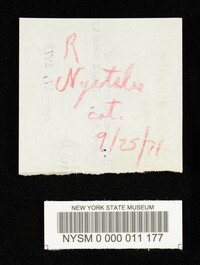 R
Nyctalis
cat.
9/25/71
NEW YORK STATE MUSEUM
NYSM 0 000 011 177